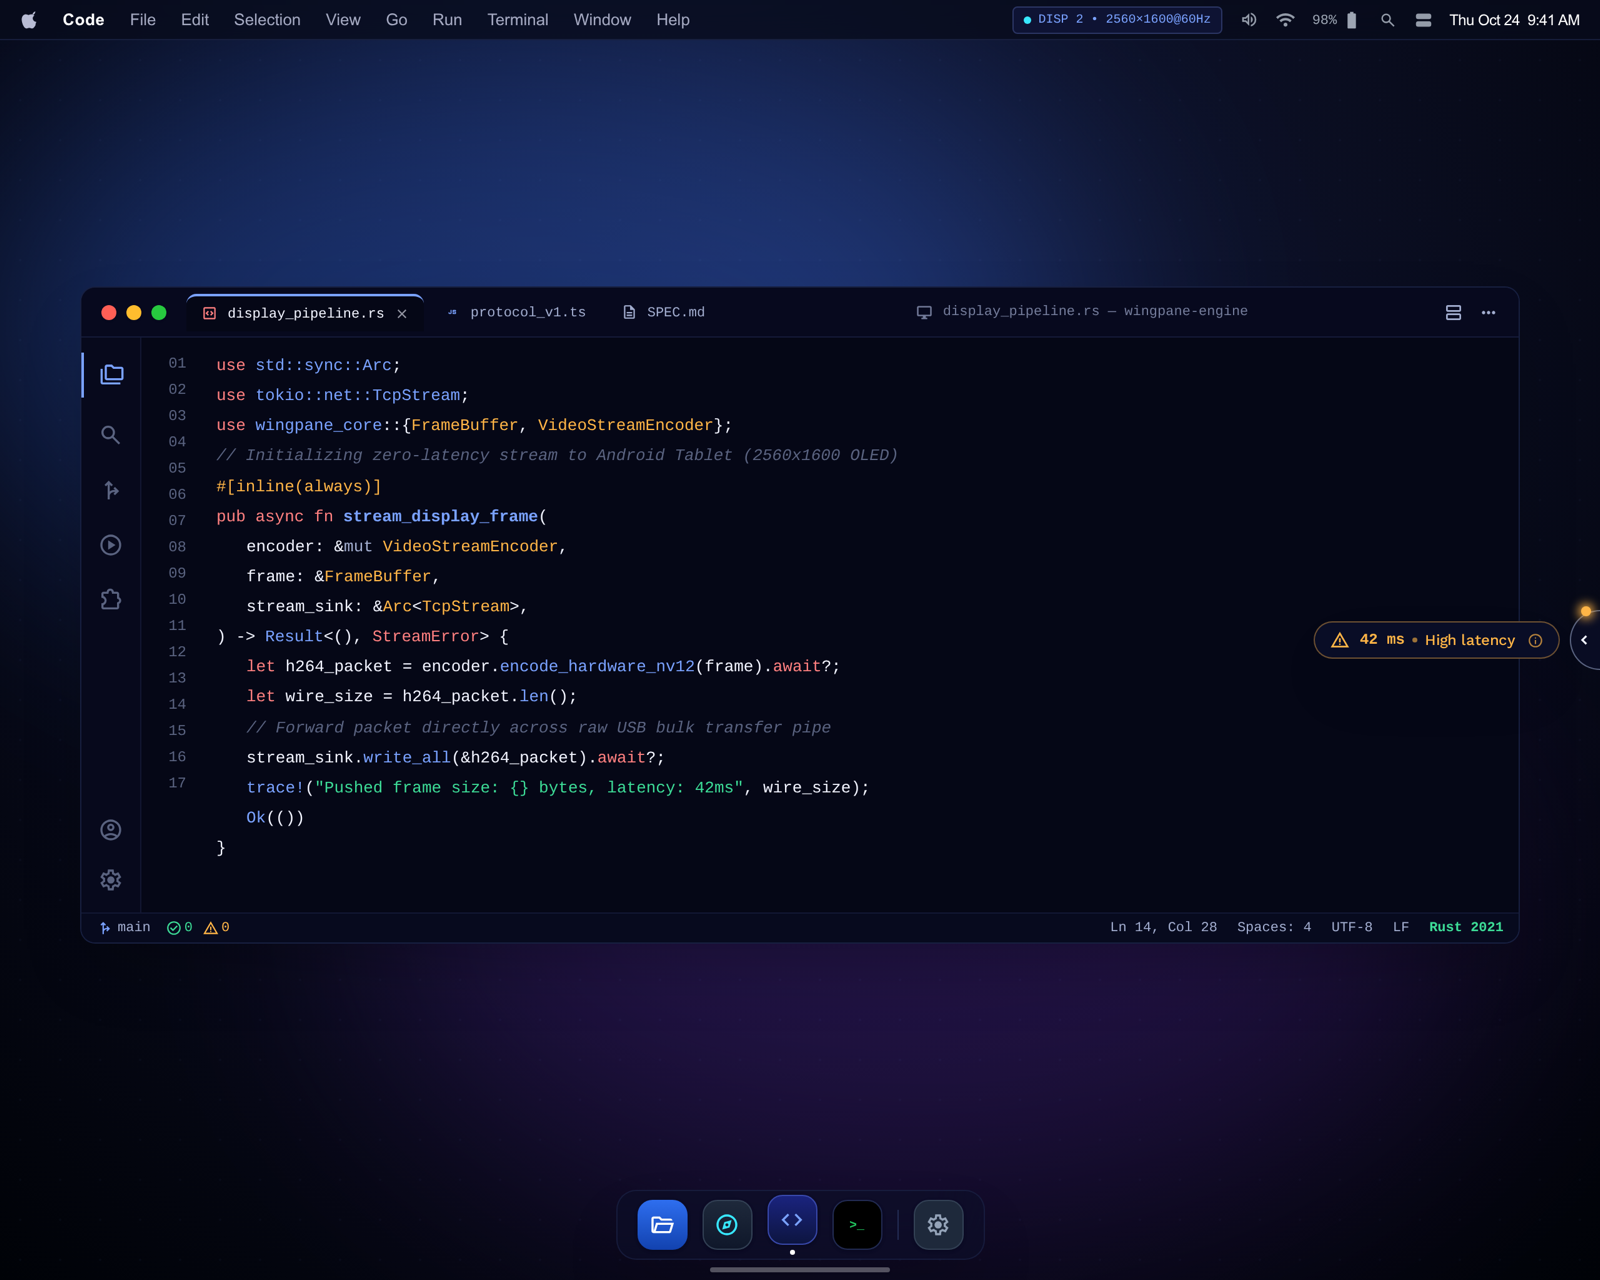 Code File Edit Selection View Go Run Terminal Window Help
DISP 2 • 2560×1600@60Hz 98% Thu Oct 24 9:41 AM
display_pipeline.rs JS protocol_v1.ts SPEC.md display_pipeline.rs — wingpane-engine
01
02
03
04
05
06
07
08
09
10
11
12
13
14
15
16
17
use std::sync::Arc;
use tokio::net::TcpStream;
use wingpane_core::{FrameBuffer, VideoStreamEncoder};
// Initializing zero-latency stream to Android Tablet (2560x1600 OLED)
#[inline(always)]
pub async fn stream_display_frame(
encoder: &mut VideoStreamEncoder,
frame: &FrameBuffer,
stream_sink: &Arc<TcpStream>,
) -> Result<(), StreamError> {
let h264_packet = encoder.encode_hardware_nv12(frame).await?;
let wire_size = h264_packet.len();
// Forward packet directly across raw USB bulk transfer pipe
stream_sink.write_all(&h264_packet).await?;
trace!("Pushed frame size: {} bytes, latency: 42ms", wire_size);
Ok(())
}
42 ms • High latency
main 0 0 Ln 14, Col 28 Spaces: 4 UTF-8 LF Rust 2021
>_